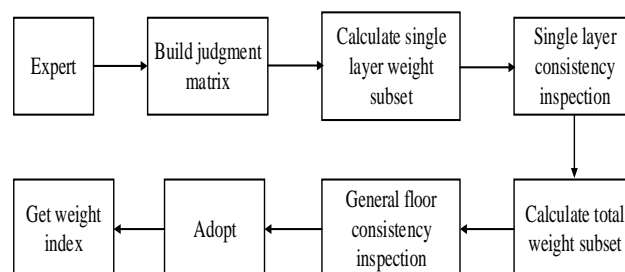 Expert
Build judgment
matrix
Calculate single
layer weight
subset
Single layer
consistency
inspection
Calculate total
weight subset
General floor
consistency
inspection
Adopt
Get weight
index